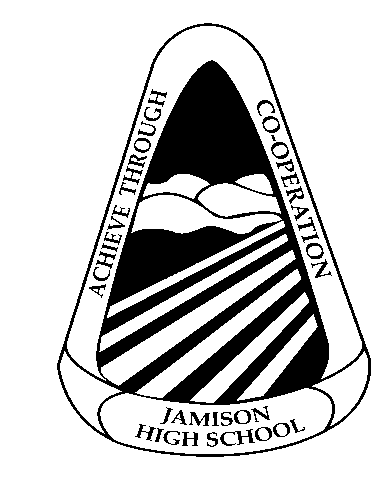 ACHIEVE THROUGH
CO-OPERATION
JAMISON
HIGH SCHOOL